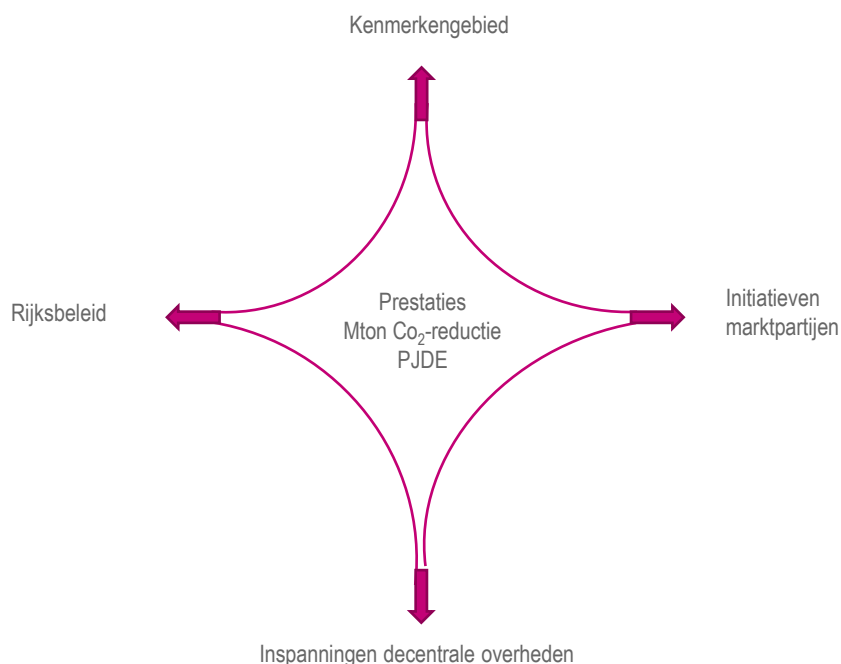 Kenmerkengebied
Rijksbeleid
Prestaties
Mton Co₂-reductie
PJDE
Initiatieven
marktpartijen
Inspanningen decentrale overheden